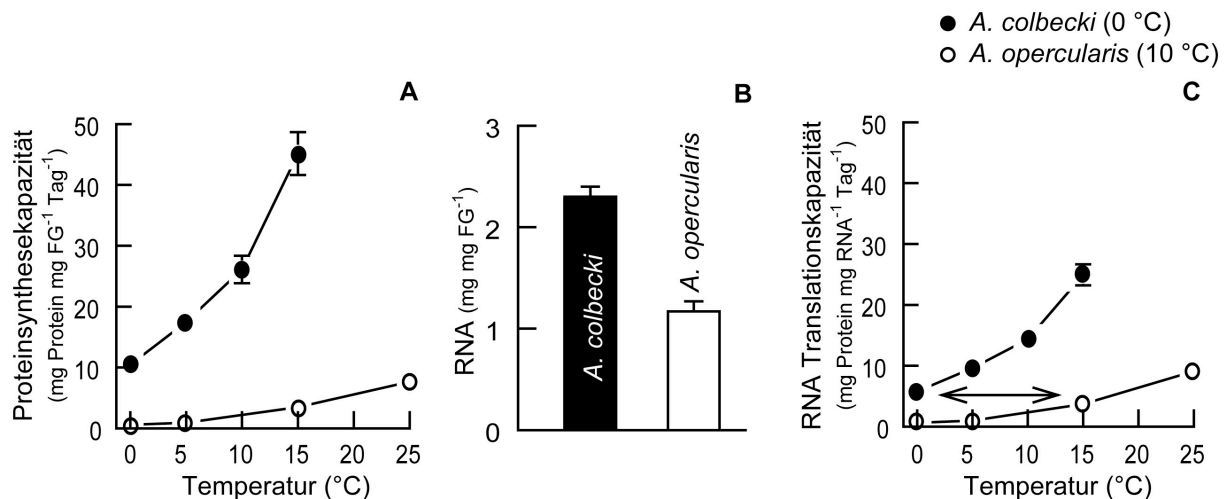 ● A. colbecki (0 °C)
○ A. opercularis (10 °C)
A
Proteinsynthesekapazität
(mg Protein mg FG⁻¹ Tag⁻¹)
50
40
30
20
10
0
0 5 10 15 20 25
Temperatur (°C)
B
RNA (mg mg FG⁻¹)
3
2
1
0
A. colbecki
A. opercularis
C
RNA Translationskapazität
(mg Protein mg RNA⁻¹ Tag⁻¹)
50
40
30
20
10
0
0 5 10 15 20 25
Temperatur (°C)